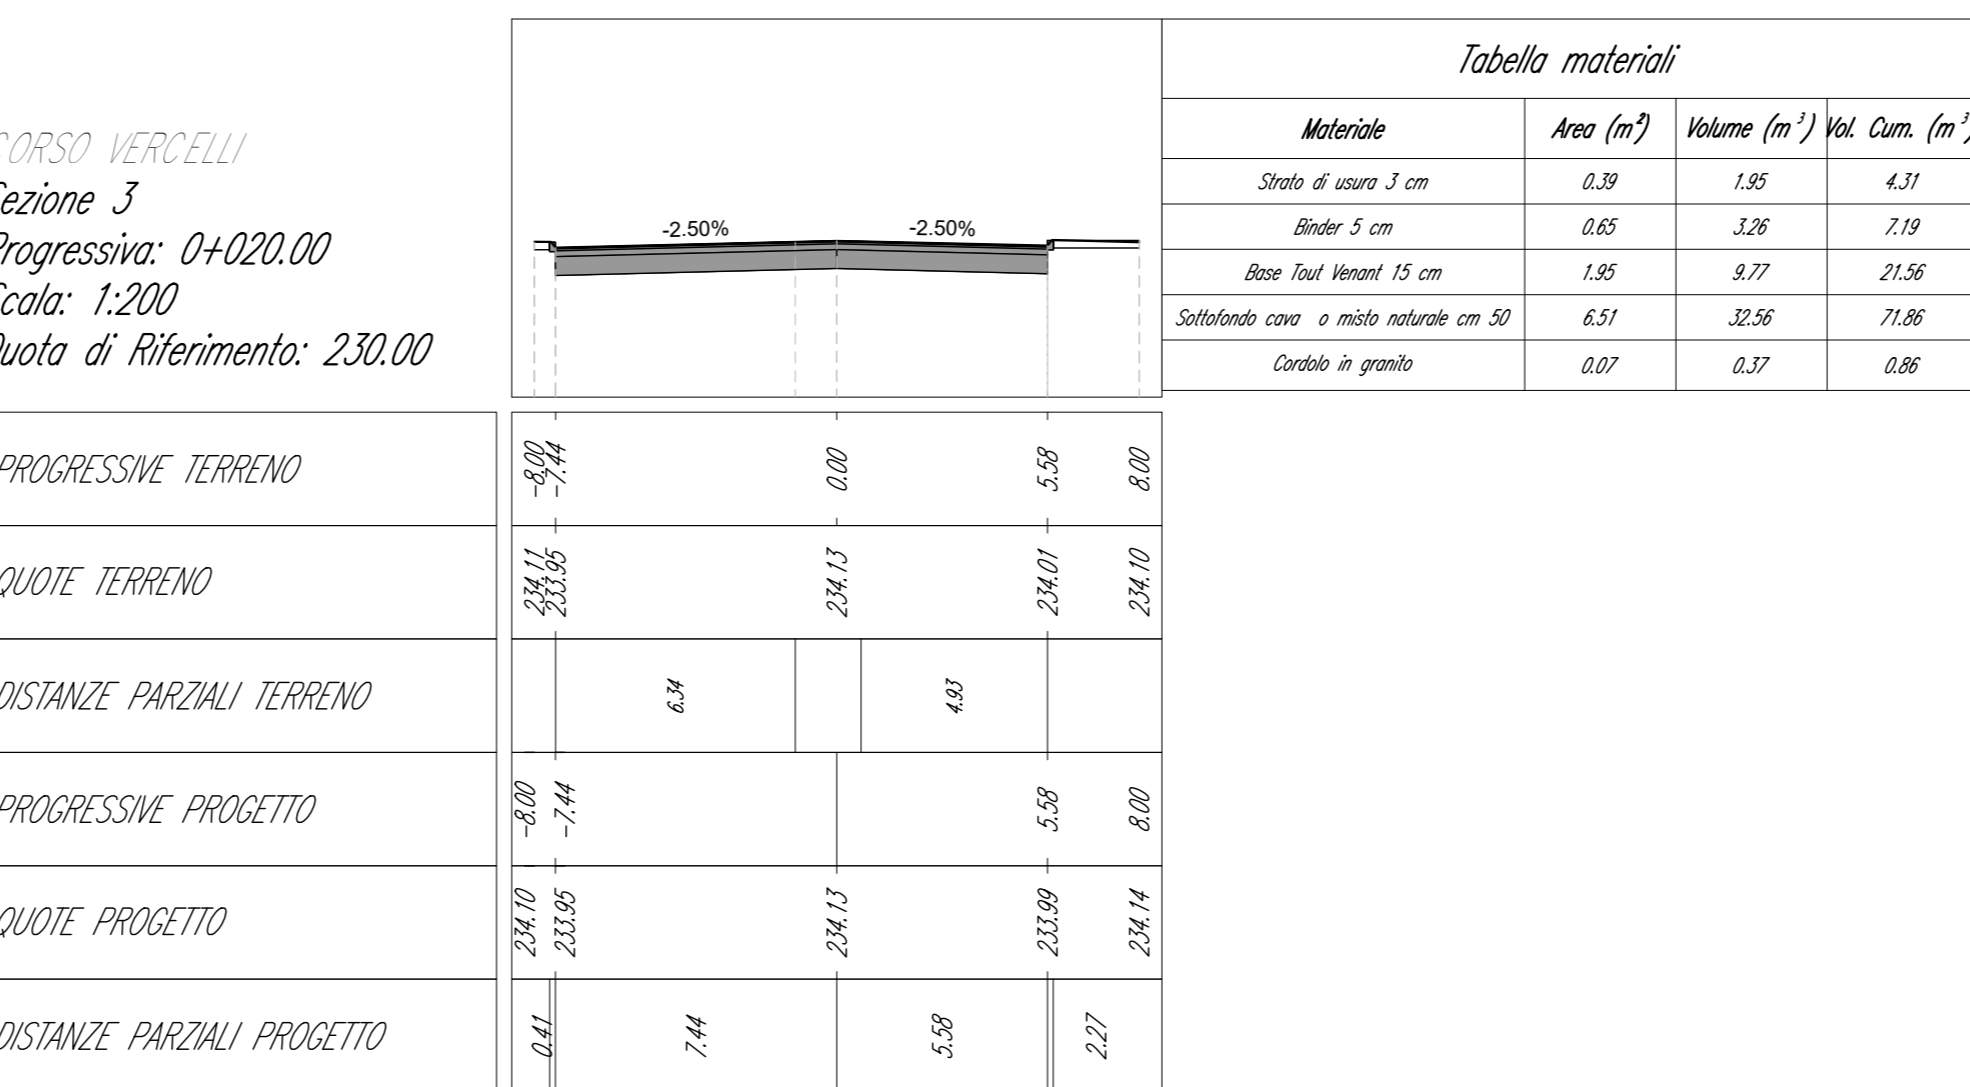 CORSO VERCELLI
Sezione 3
Progressiva: 0+020.00
Scala: 1:200
Quota di Riferimento: 230.00
-2.50% -2.50%
Tabella materiali
Materiale Area (m²) Volume (m³) Vol. Cum. (m³)
Strato di usura 3 cm 0.39 1.95 4.31
Binder 5 cm 0.65 3.26 7.19
Base Tout Venant 15 cm 1.95 9.77 21.56
Sottofondo cava o misto naturale cm 50 6.51 32.56 71.86
Cordolo in granito 0.07 0.37 0.86
PROGRESSIVE TERRENO -8.00 -7.44 0.00 5.58 8.00
QUOTE TERRENO 234.11 233.95 234.13 234.01 234.10
DISTANZE PARZIALI TERRENO 6.34 4.93
PROGRESSIVE PROGETTO -8.00 -7.44 5.58 8.00
QUOTE PROGETTO 234.10 233.95 234.13 233.99 234.14
DISTANZE PARZIALI PROGETTO 0.41 7.44 5.58 2.27